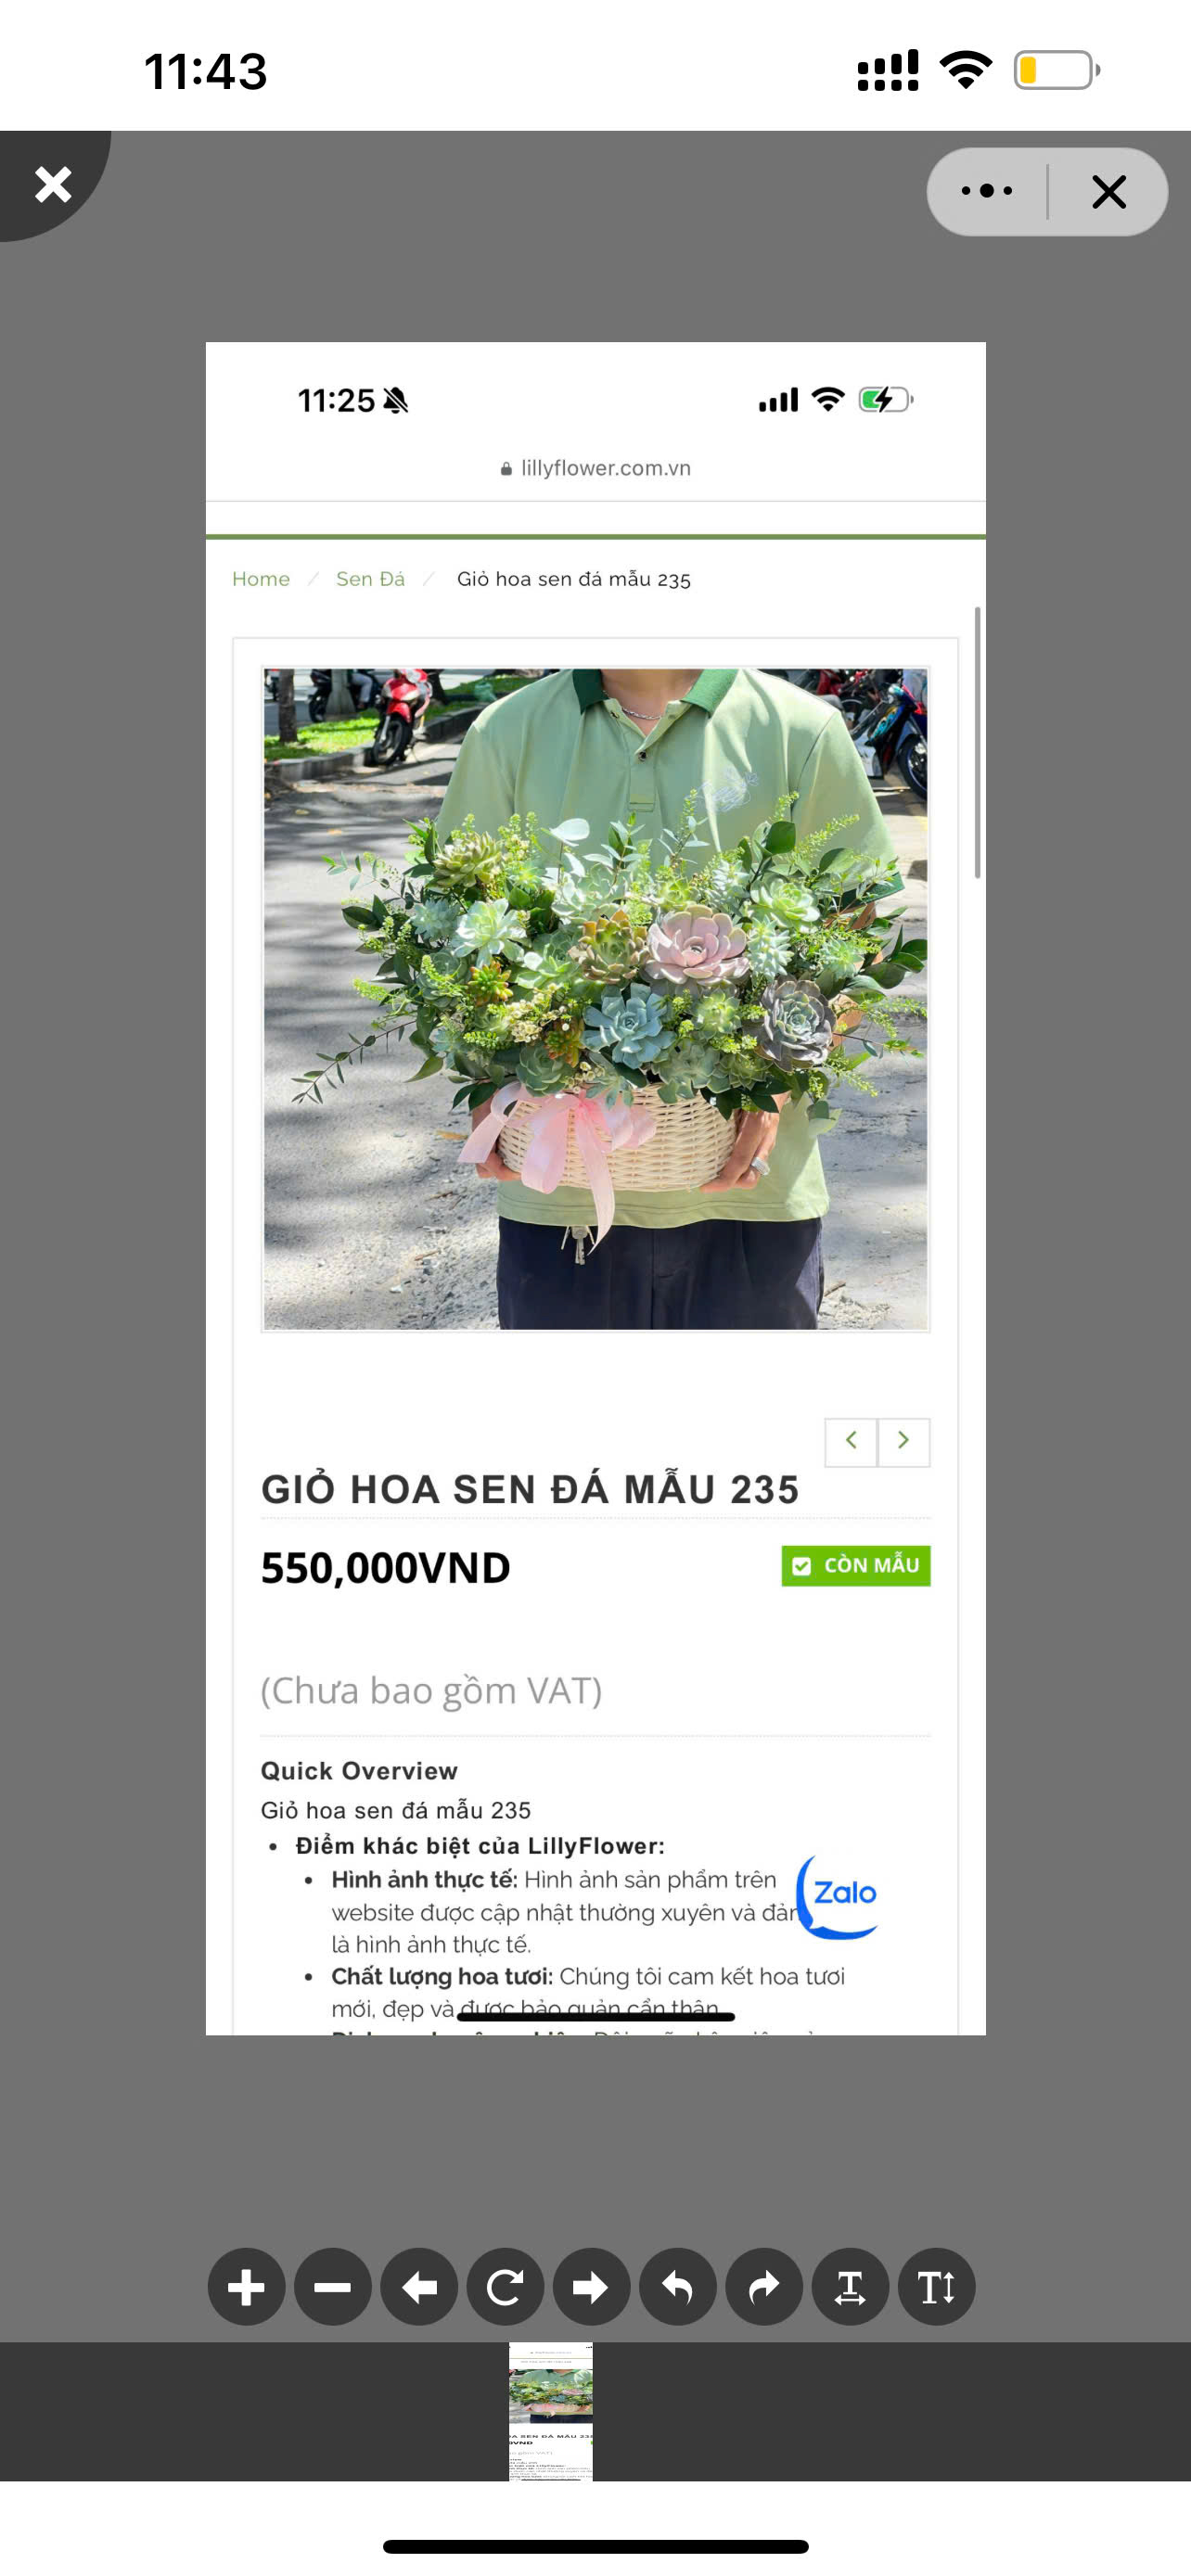 11:43
11:25
lillyflower.com.vn
Home / Sen Đá / Giỏ hoa sen đá mẫu 235
GIỎ HOA SEN ĐÁ MẪU 235
550,000VND
CÒN MẪU
(Chưa bao gồm VAT)
Quick Overview
Giỏ hoa sen đá mẫu 235
• Điểm khác biệt của LillyFlower:
• Hình ảnh thực tế: Hình ảnh sản phẩm trên
website được cập nhật thường xuyên và đản
Zalo
là hình ảnh thực tế.
• Chất lượng hoa tươi: Chúng tôi cam kết hoa tươi
mới, đẹp và được bảo quản cẩn thận